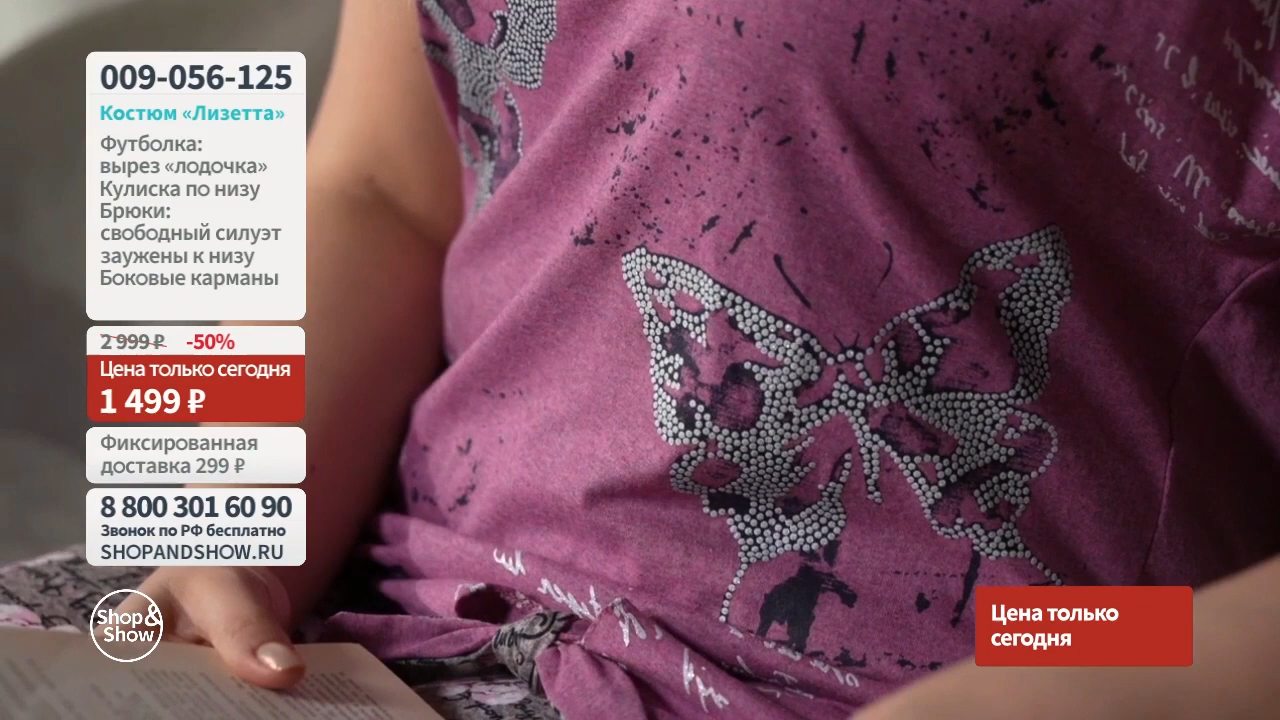 009-056-125
Костюм «Лизетта»
Футболка:
вырез «лодочка»
Кулиска по низу
Брюки:
свободный силуэт
заужены к низу
Боковые карманы
2 999 ₽ -50%
Цена только сегодня
1 499 ₽
Фиксированная
доставка 299 ₽
8 800 301 60 90
Звонок по РФ бесплатно
SHOPANDSHOW.RU
Shop&
Show
Цена только
сегодня